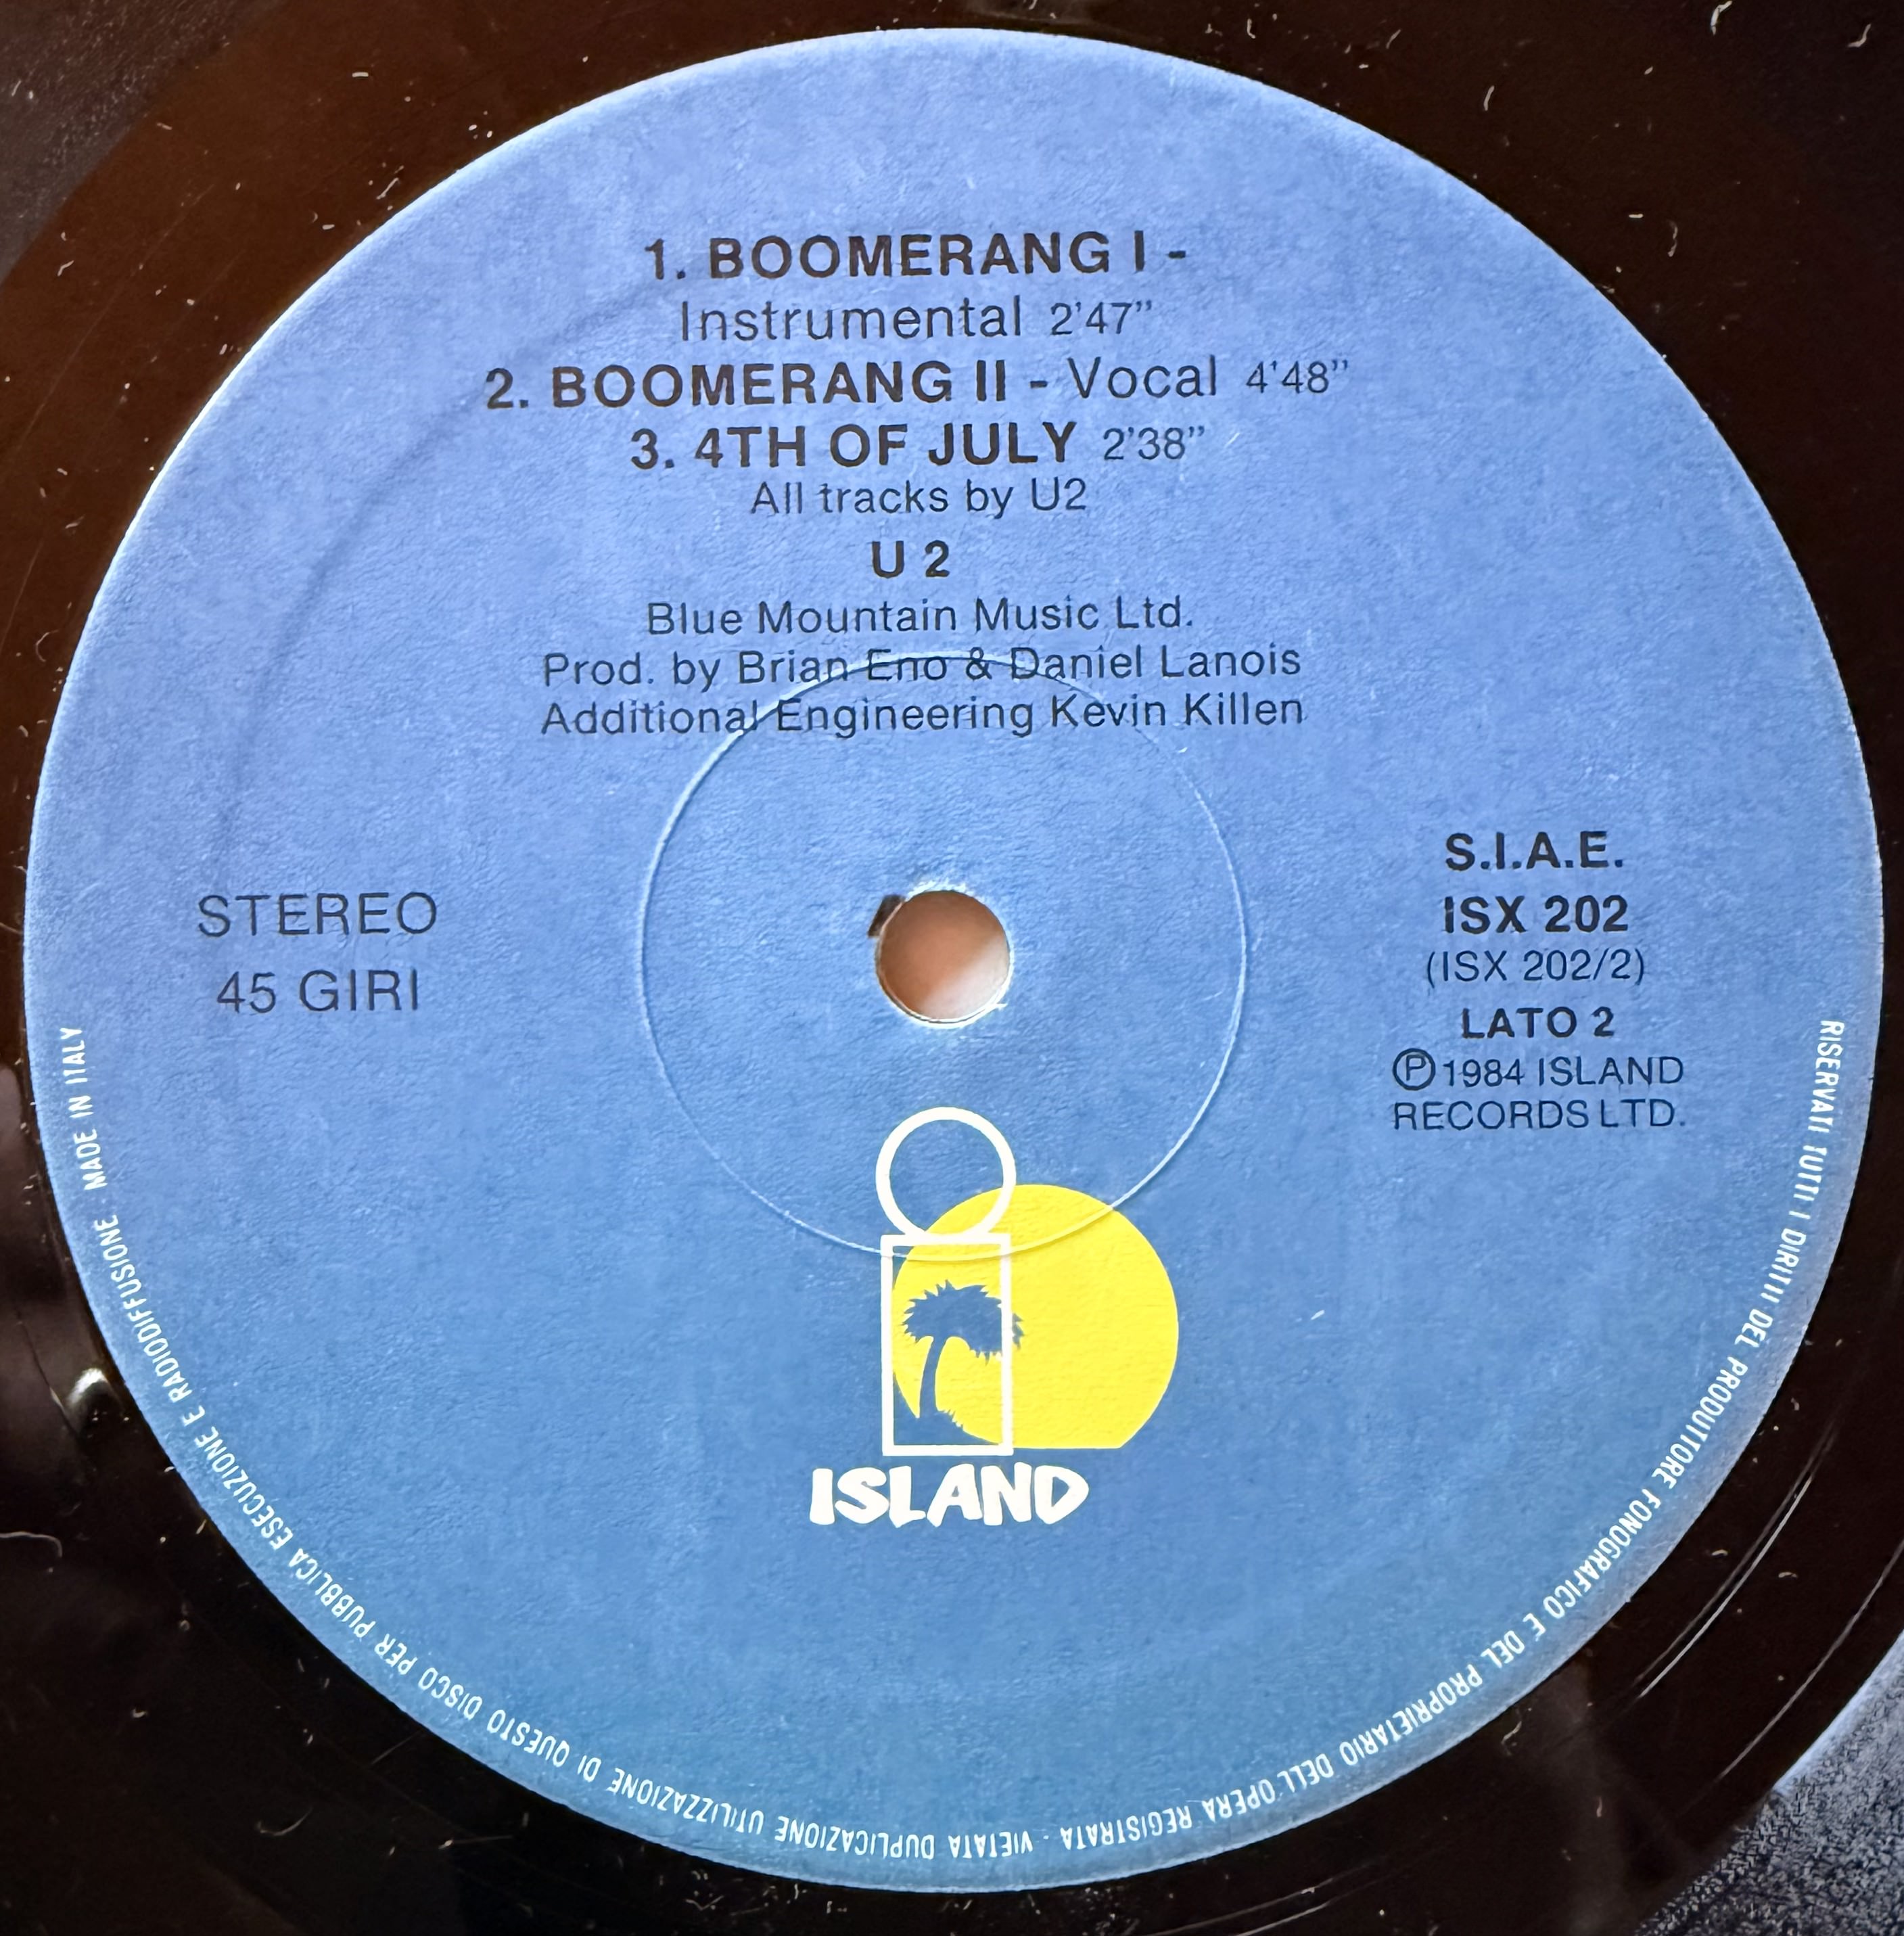 1. BOOMERANG I -
Instrumental 2'47"
2. BOOMERANG II - Vocal 4'48"
3. 4TH OF JULY 2'38"
All tracks by U2
U 2
Blue Mountain Music Ltd.
Prod. by Brian Eno & Daniel Lanois
Additional Engineering Kevin Killen
STEREO
45 GIRI
S.I.A.E.
ISX 202
(ISX 202/2)
LATO 2
Ⓟ1984 ISLAND
RECORDS LTD.
ISLAND
RISERVATI TUTTI I DIRITTI DEL PRODUTTORE FONOGRAFICO E DEL PROPRIETARIO DELL'OPERA REGISTRATA - VIETATA DUPLICAZIONE UTILIZZAZIONE DI QUESTO DISCO PER PUBBLICA ESECUZIONE E RADIODIFFUSIONE. MADE IN ITALY